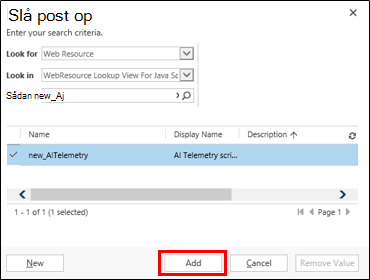 Slå post op
Enter your search criteria.
Look for Web Resource
Look in WebResource Lookup View For Java Sc
Sådan new_Aj
Name Display Name Description
new_AITelemetry AI Telemetry scri...
1 - 1 of 1 (1 selected) Page 1
New Add Cancel Remove Value